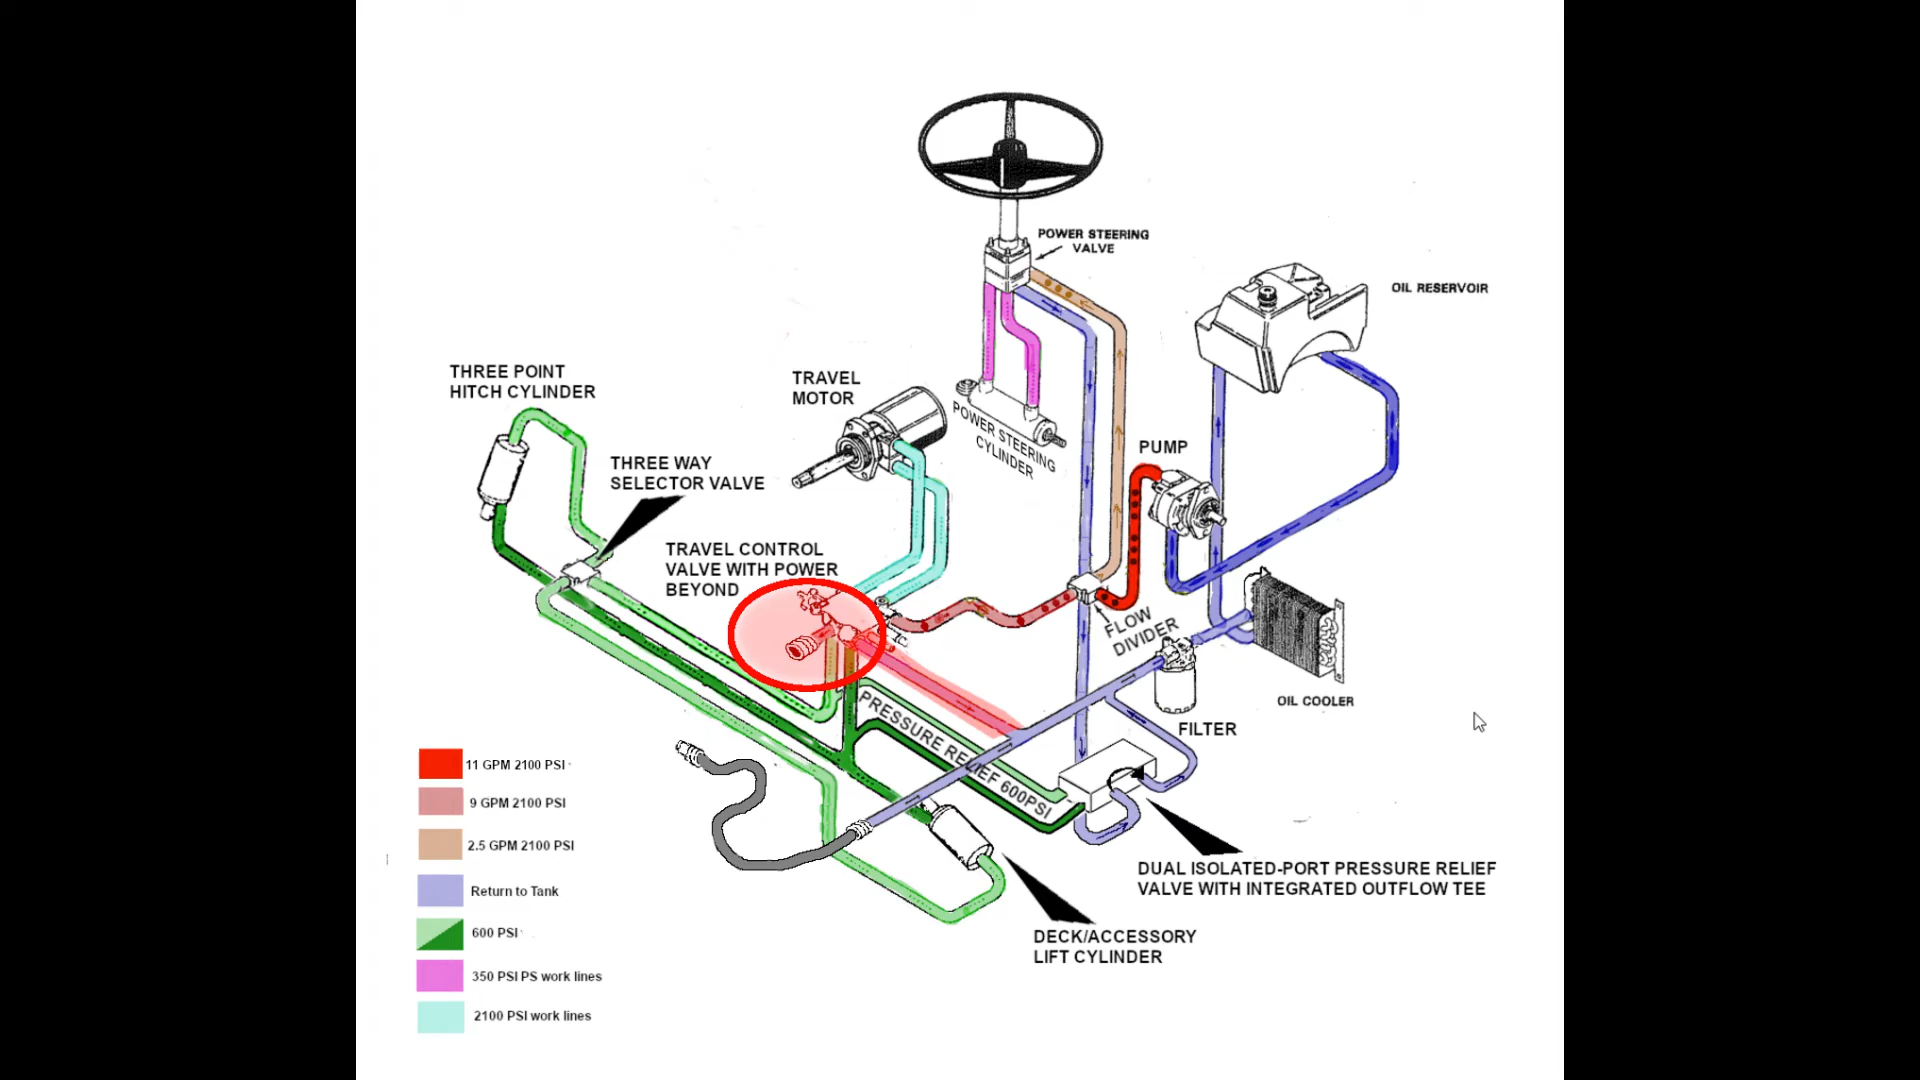 POWER STEERING
VALVE
OIL RESERVOIR
THREE POINT
HITCH CYLINDER
TRAVEL
MOTOR
POWER STEERING
CYLINDER
PUMP
THREE WAY
SELECTOR VALVE
TRAVEL CONTROL
VALVE WITH POWER
BEYOND
FLOW
DIVIDER
OIL COOLER
FILTER
PRESSURE RELIEF 600PSI
11 GPM 2100 PSI
9 GPM 2100 PSI
2.5 GPM 2100 PSI
Return to Tank
600 PSI
350 PSI PS work lines
2100 PSI work lines
DUAL ISOLATED-PORT PRESSURE RELIEF
VALVE WITH INTEGRATED OUTFLOW TEE
DECK/ACCESSORY
LIFT CYLINDER